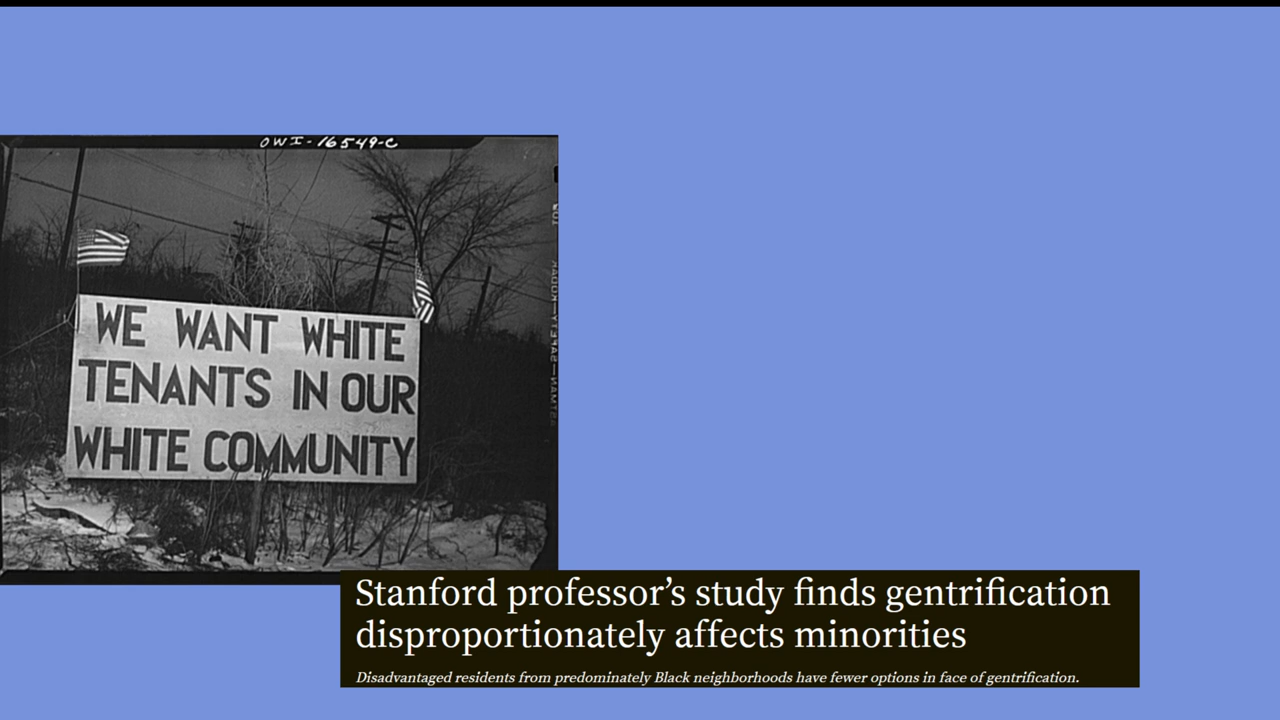 OWI-16549-C
WE WANT WHITE
TENANTS IN OUR
WHITE COMMUNITY
Stanford professor’s study finds gentrification
disproportionately affects minorities
Disadvantaged residents from predominately Black neighborhoods have fewer options in face of gentrification.